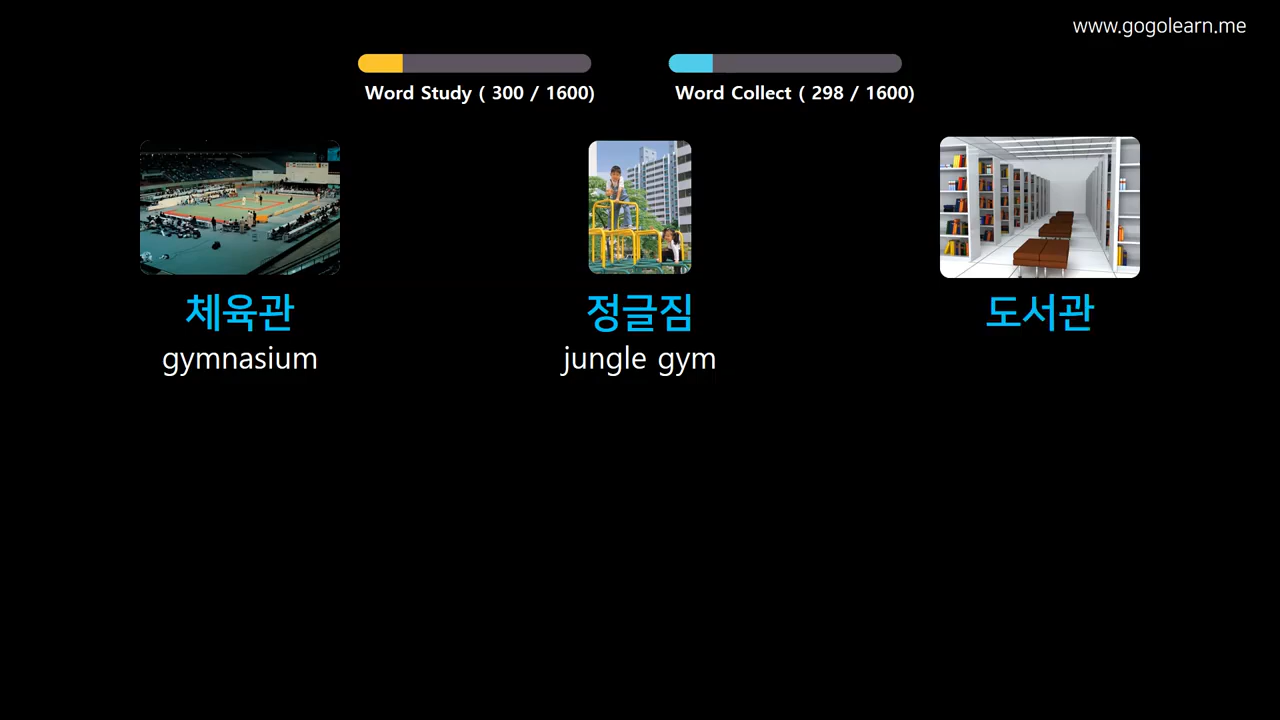 www.gogolearn.me
Word Study ( 300 / 1600)
Word Collect ( 298 / 1600)
체육관
정글짐
도서관
gymnasium
jungle gym